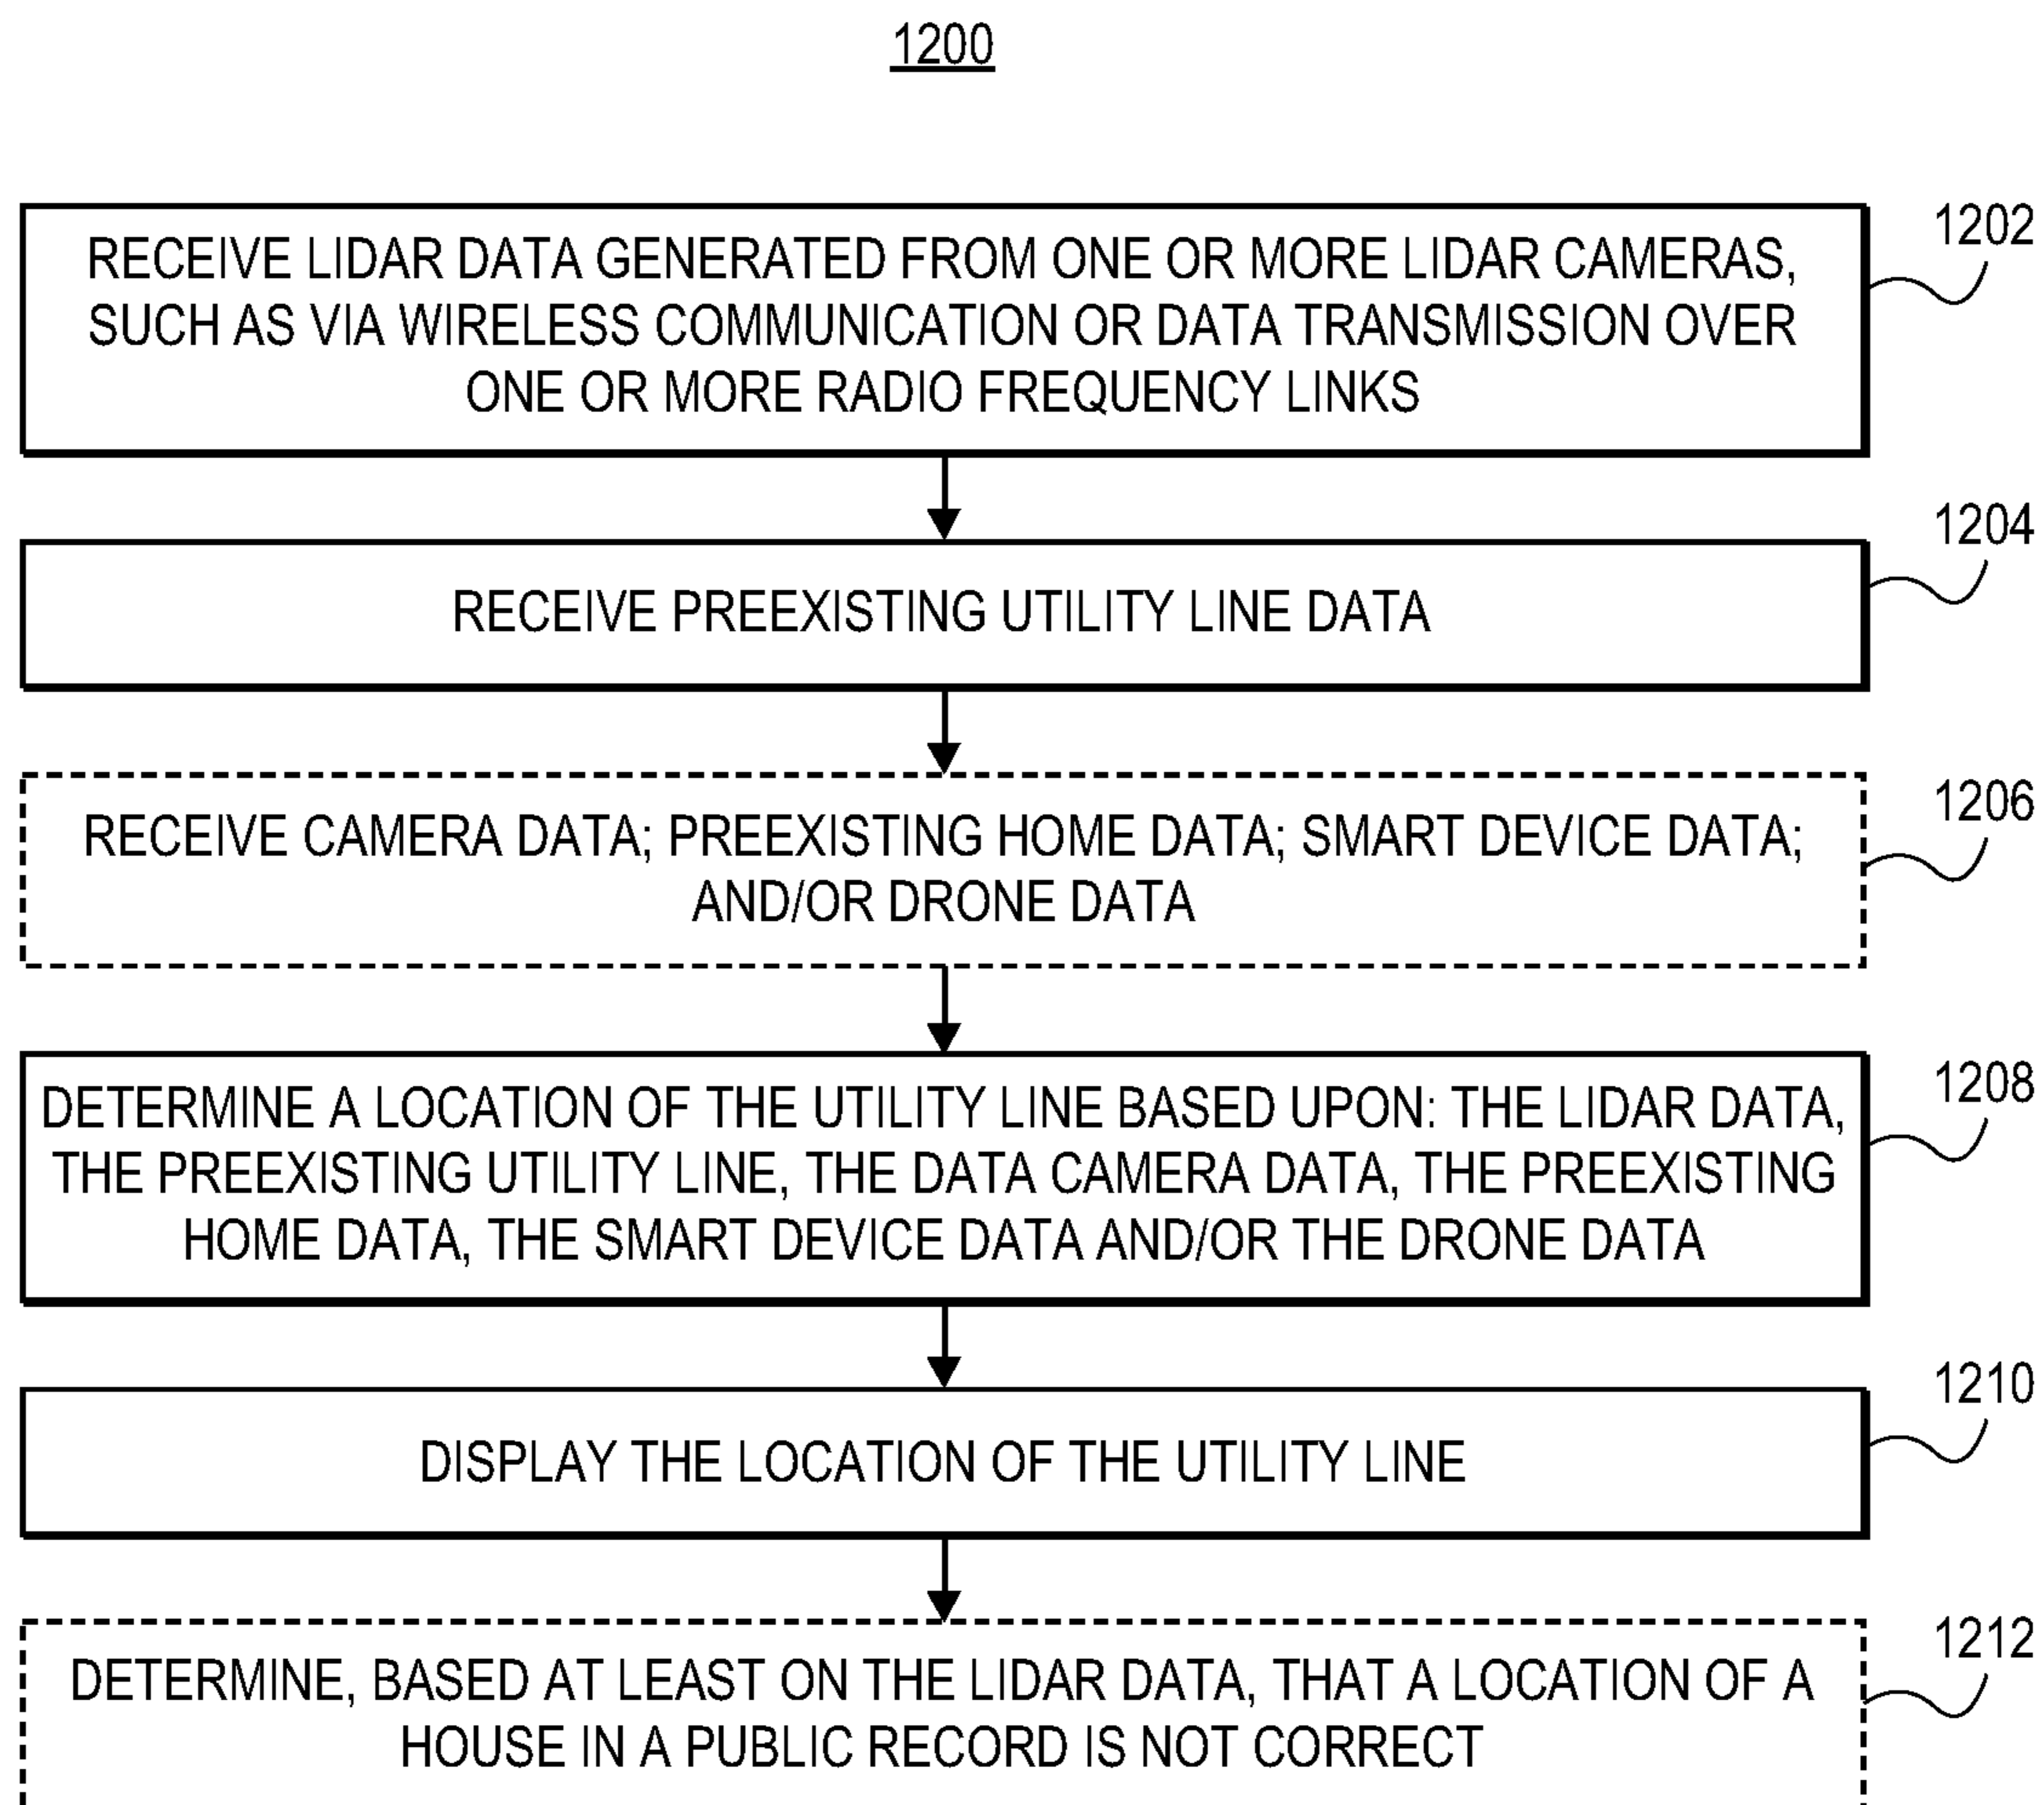 1200
RECEIVE LIDAR DATA GENERATED FROM ONE OR MORE LIDAR CAMERAS,
SUCH AS VIA WIRELESS COMMUNICATION OR DATA TRANSMISSION OVER
ONE OR MORE RADIO FREQUENCY LINKS
1202
RECEIVE PREEXISTING UTILITY LINE DATA
1204
RECEIVE CAMERA DATA; PREEXISTING HOME DATA; SMART DEVICE DATA;
AND/OR DRONE DATA
1206
DETERMINE A LOCATION OF THE UTILITY LINE BASED UPON: THE LIDAR DATA,
THE PREEXISTING UTILITY LINE, THE DATA CAMERA DATA, THE PREEXISTING
HOME DATA, THE SMART DEVICE DATA AND/OR THE DRONE DATA
1208
DISPLAY THE LOCATION OF THE UTILITY LINE
1210
DETERMINE, BASED AT LEAST ON THE LIDAR DATA, THAT A LOCATION OF A
HOUSE IN A PUBLIC RECORD IS NOT CORRECT
1212